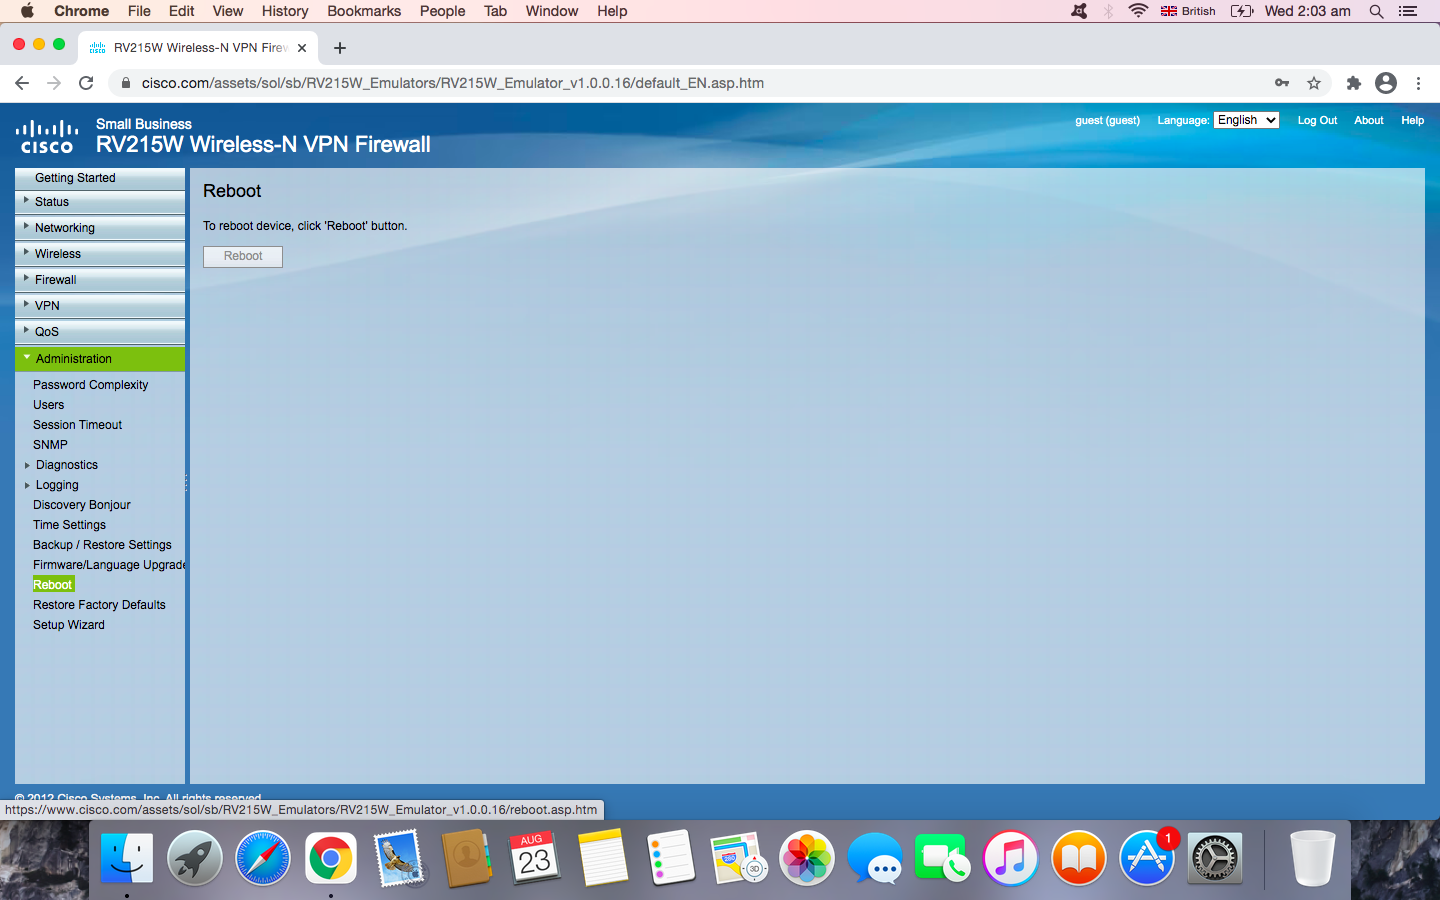 Chrome File Edit View History Bookmarks People Tab Window Help British Wed 2:03 am
RV215W Wireless-N VPN Firew
cisco.com/assets/sol/sb/RV215W_Emulators/RV215W_Emulator_v1.0.0.16/default_EN.asp.htm
Small Business
cisco RV215W Wireless-N VPN Firewall
guest (guest) Language: English Log Out About Help
Getting Started
Status
Networking
Wireless
Firewall
VPN
QoS
Administration
Password Complexity
Users
Session Timeout
SNMP
Diagnostics
Logging
Discovery Bonjour
Time Settings
Backup / Restore Settings
Firmware/Language Upgrade
Reboot
Restore Factory Defaults
Setup Wizard
Reboot
To reboot device, click 'Reboot' button.
Reboot
© 2012 Cisco Systems, Inc. All rights reserved.
https://www.cisco.com/assets/sol/sb/RV215W_Emulators/RV215W_Emulator_v1.0.0.16/reboot.asp.htm
AUG
23
280
3D
1